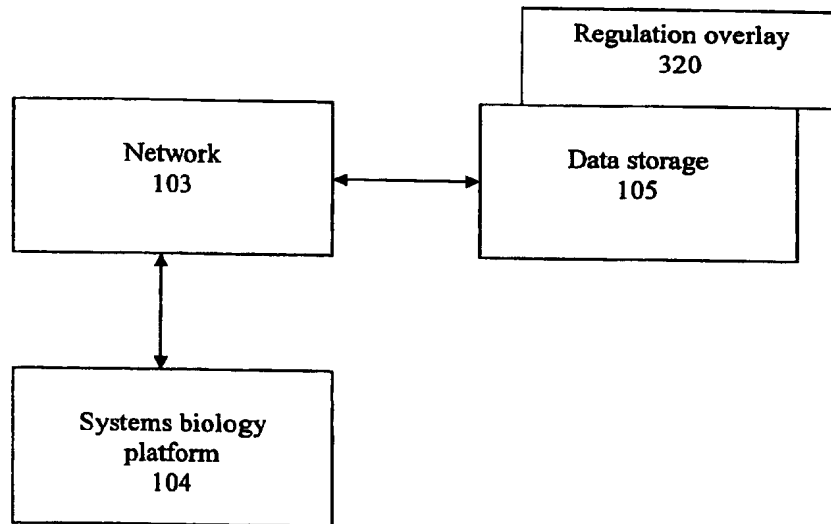 Regulation overlay
320
Network
103
Data storage
105
Systems biology
platform
104